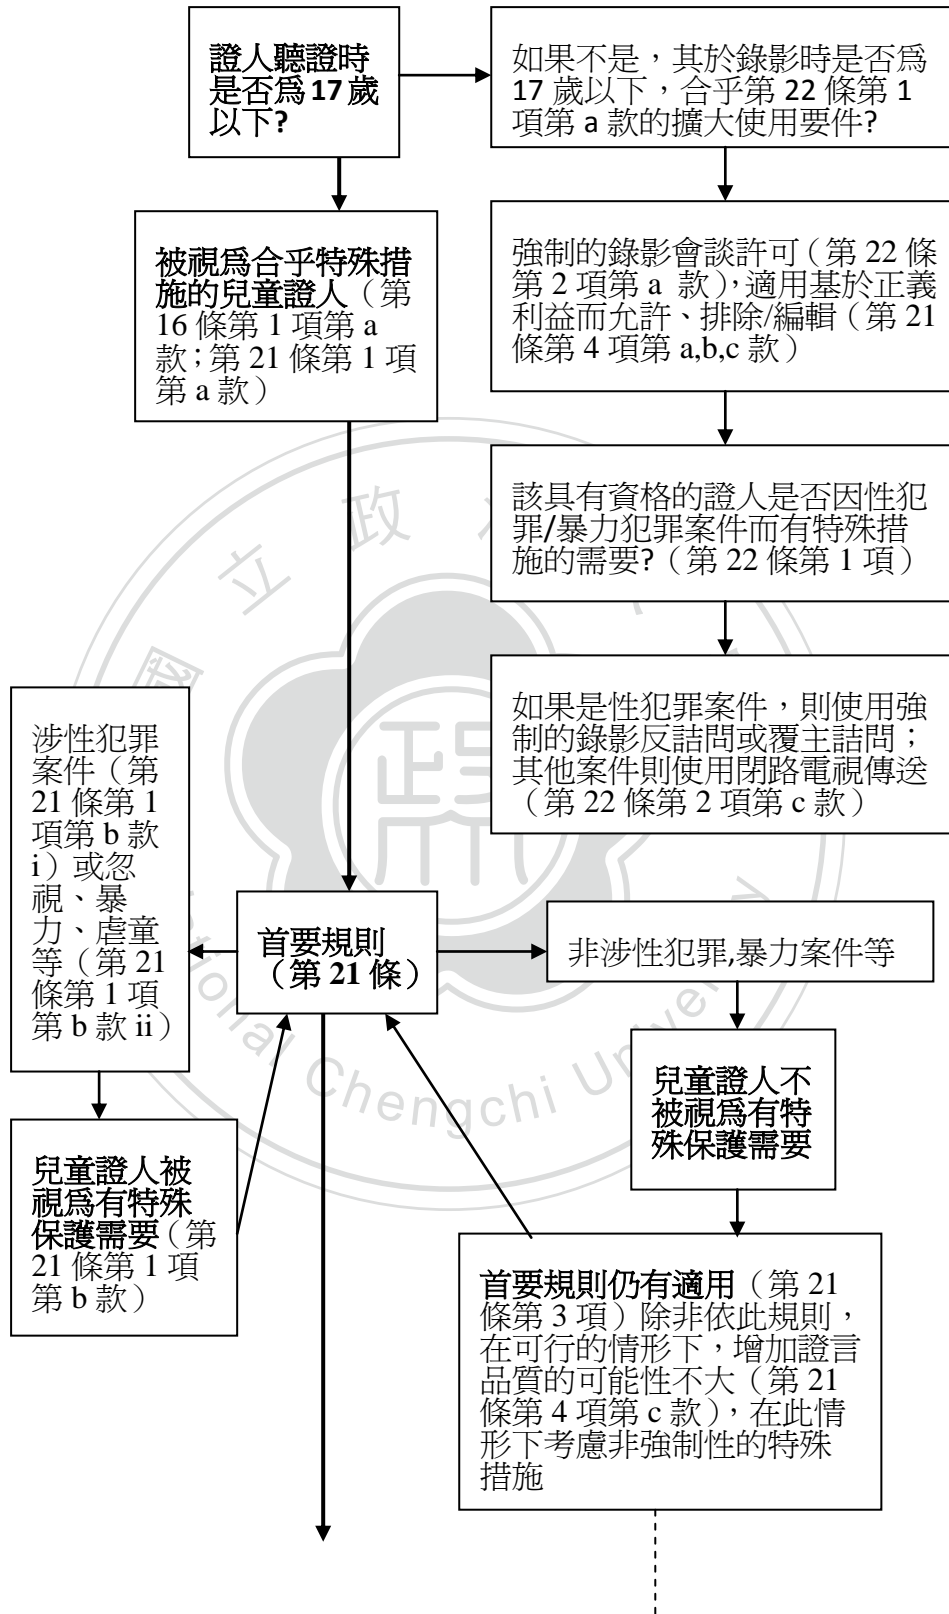 證人聽證時
是否為 17 歲
以下?
如果不是，其於錄影時是否為
17 歲以下，合乎第 22 條第 1
項第 a 款的擴大使用要件?
被視為合乎特殊措
施的兒童證人（第
16 條第 1 項第 a
款；第 21 條第 1 項
第 a 款）
強制的錄影會談許可（第 22 條
第 2 項第 a 款），適用基於正義
利益而允許、排除/編輯（第 21
條第 4 項第 a,b,c 款）
該具有資格的證人是否因性犯
罪/暴力犯罪案件而有特殊措
施的需要?（第 22 條第 1 項）
如果是性犯罪案件，則使用強
制的錄影反詰問或覆主詰問；
其他案件則使用閉路電視傳送
（第 22 條第 2 項第 c 款）
涉性犯罪
案件（第
21 條第 1
項第 b 款
i）或忽
視、暴
力、虐童
等（第 21
條第 1 項
第 b 款 ii）
首要規則
（第 21 條）
非涉性犯罪,暴力案件等
兒童證人不
被視為有特
殊保護需要
兒童證人被
視為有特殊
保護需要（第
21 條第 1 項
第 b 款）
首要規則仍有適用（第 21
條第 3 項）除非依此規則，
在可行的情形下，增加證言
品質的可能性不大（第 21
條第 4 項第 c 款），在此情
形下考慮非強制性的特殊
措施
國 立 政
Chengchi University